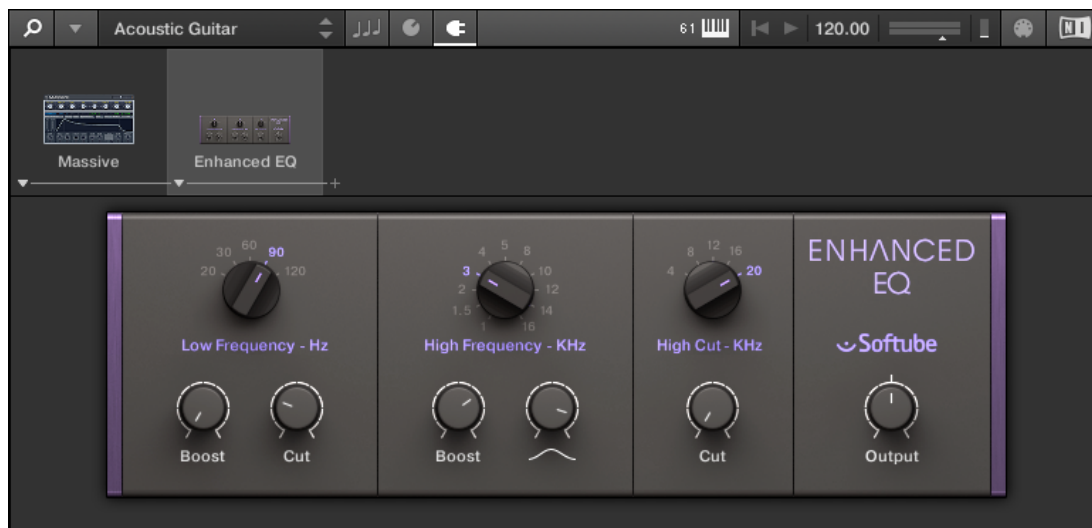 Acoustic Guitar
61
120.00
NI
Massive
Enhanced EQ
20 30 60 90 120
Low Frequency - Hz
Boost
Cut
1 1.5 2 3 4 5 8 10 12 14 16
High Frequency - KHz
Boost
4 8 12 16 20
High Cut - KHz
Cut
ENHANCED
EQ
Softube
Output